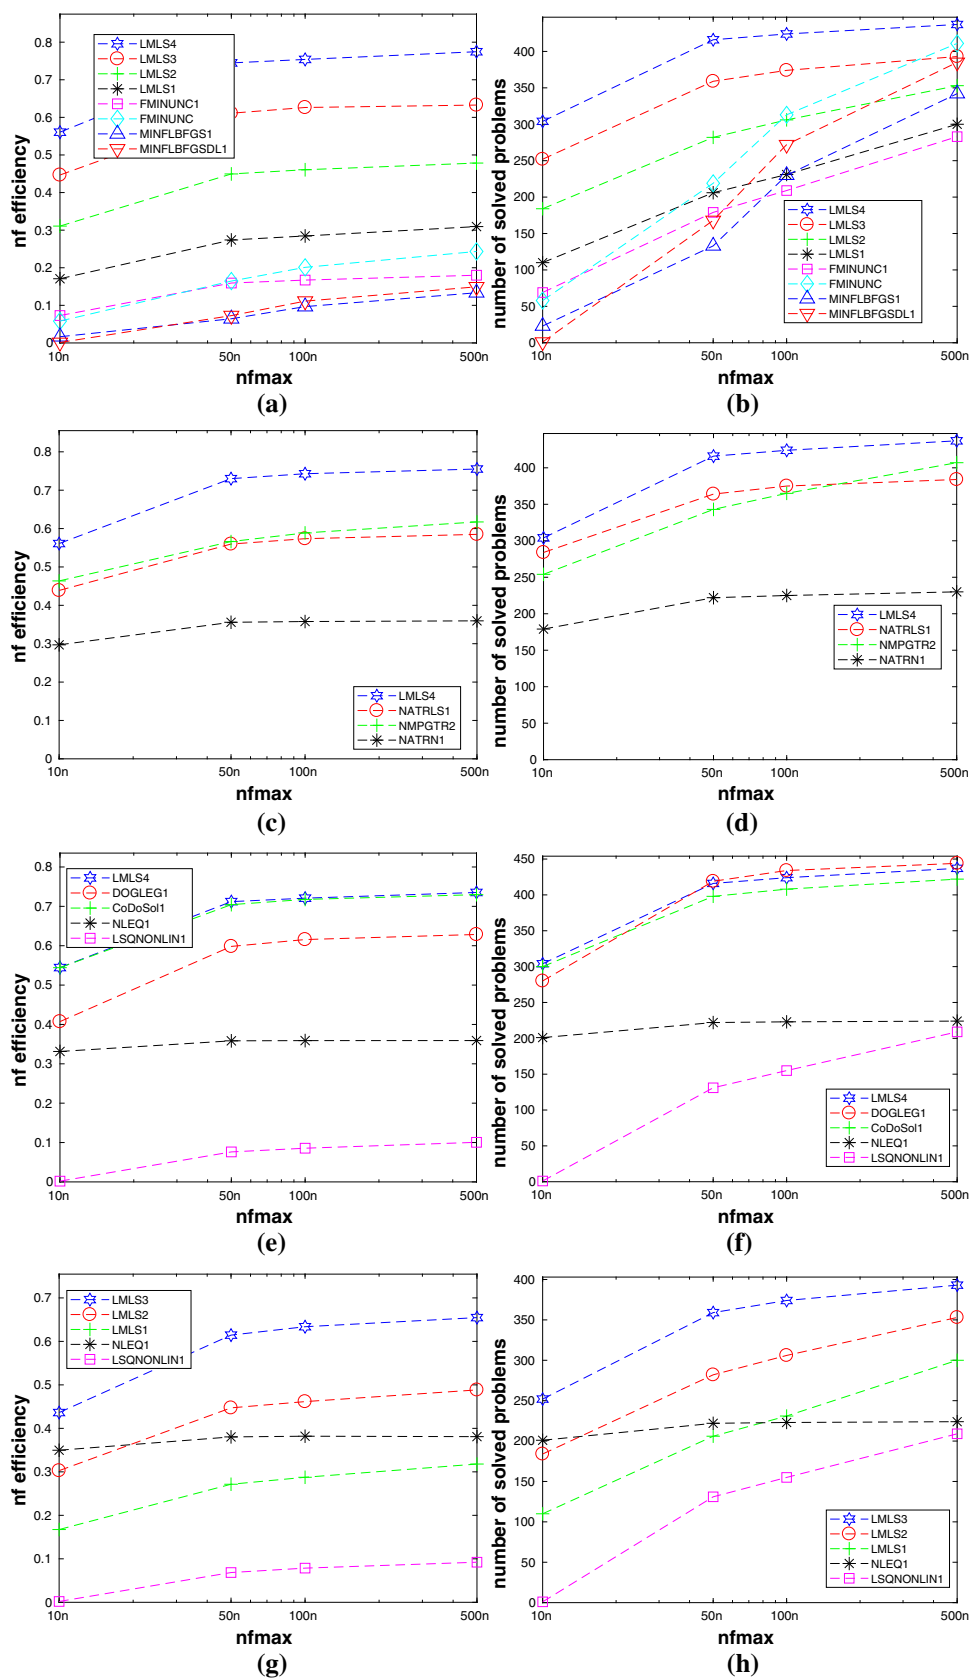 0.8
0.7
0.6
0.5
0.4
0.3
0.2
0.1
0
nf efficiency
LMLS4
LMLS3
LMLS2
LMLS1
FMINUNC1
FMINUNC
MINFLBFGS1
MINFLBFGSDL1
10n 50n 100n 500n
nfmax
(a)
400
350
300
250
200
150
100
50
0
number of solved problems
LMLS4
LMLS3
LMLS2
LMLS1
FMINUNC1
FMINUNC
MINFLBFGS1
MINFLBFGSDL1
10n 50n 100n 500n
nfmax
(b)
0.8
0.7
0.6
0.5
0.4
0.3
0.2
0.1
0
nf efficiency
LMLS4
NATRLS1
NMPGTR2
NATRN1
10n 50n 100n 500n
nfmax
(c)
400
350
300
250
200
150
100
50
0
number of solved problems
LMLS4
NATRLS1
NMPGTR2
NATRN1
10n 50n 100n 500n
nfmax
(d)
0.8
0.7
0.6
0.5
0.4
0.3
0.2
0.1
0
nf efficiency
LMLS4
DOGLEG1
CoDoSol1
NLEQ1
LSQNONLIN1
10n 50n 100n 500n
nfmax
(e)
450
400
350
300
250
200
150
100
50
0
number of solved problems
LMLS4
DOGLEG1
CoDoSol1
NLEQ1
LSQNONLIN1
10n 50n 100n 500n
nfmax
(f)
0.7
0.6
0.5
0.4
0.3
0.2
0.1
0
nf efficiency
LMLS3
LMLS2
LMLS1
NLEQ1
LSQNONLIN1
10n 50n 100n 500n
nfmax
(g)
400
350
300
250
200
150
100
50
0
number of solved problems
LMLS3
LMLS2
LMLS1
NLEQ1
LSQNONLIN1
10n 50n 100n 500n
nfmax
(h)